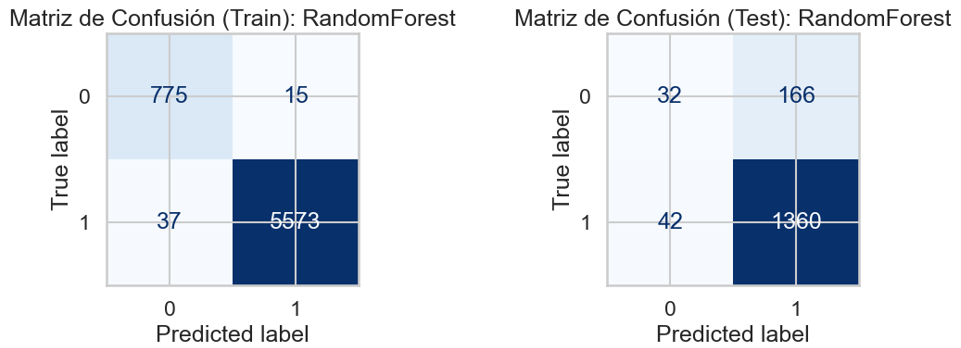 Matriz de Confusión (Train): RandomForest
True label
0
775
15
1
37
5573
0
1
Predicted label
Matriz de Confusión (Test): RandomForest
True label
0
32
166
1
42
1360
0
1
Predicted label